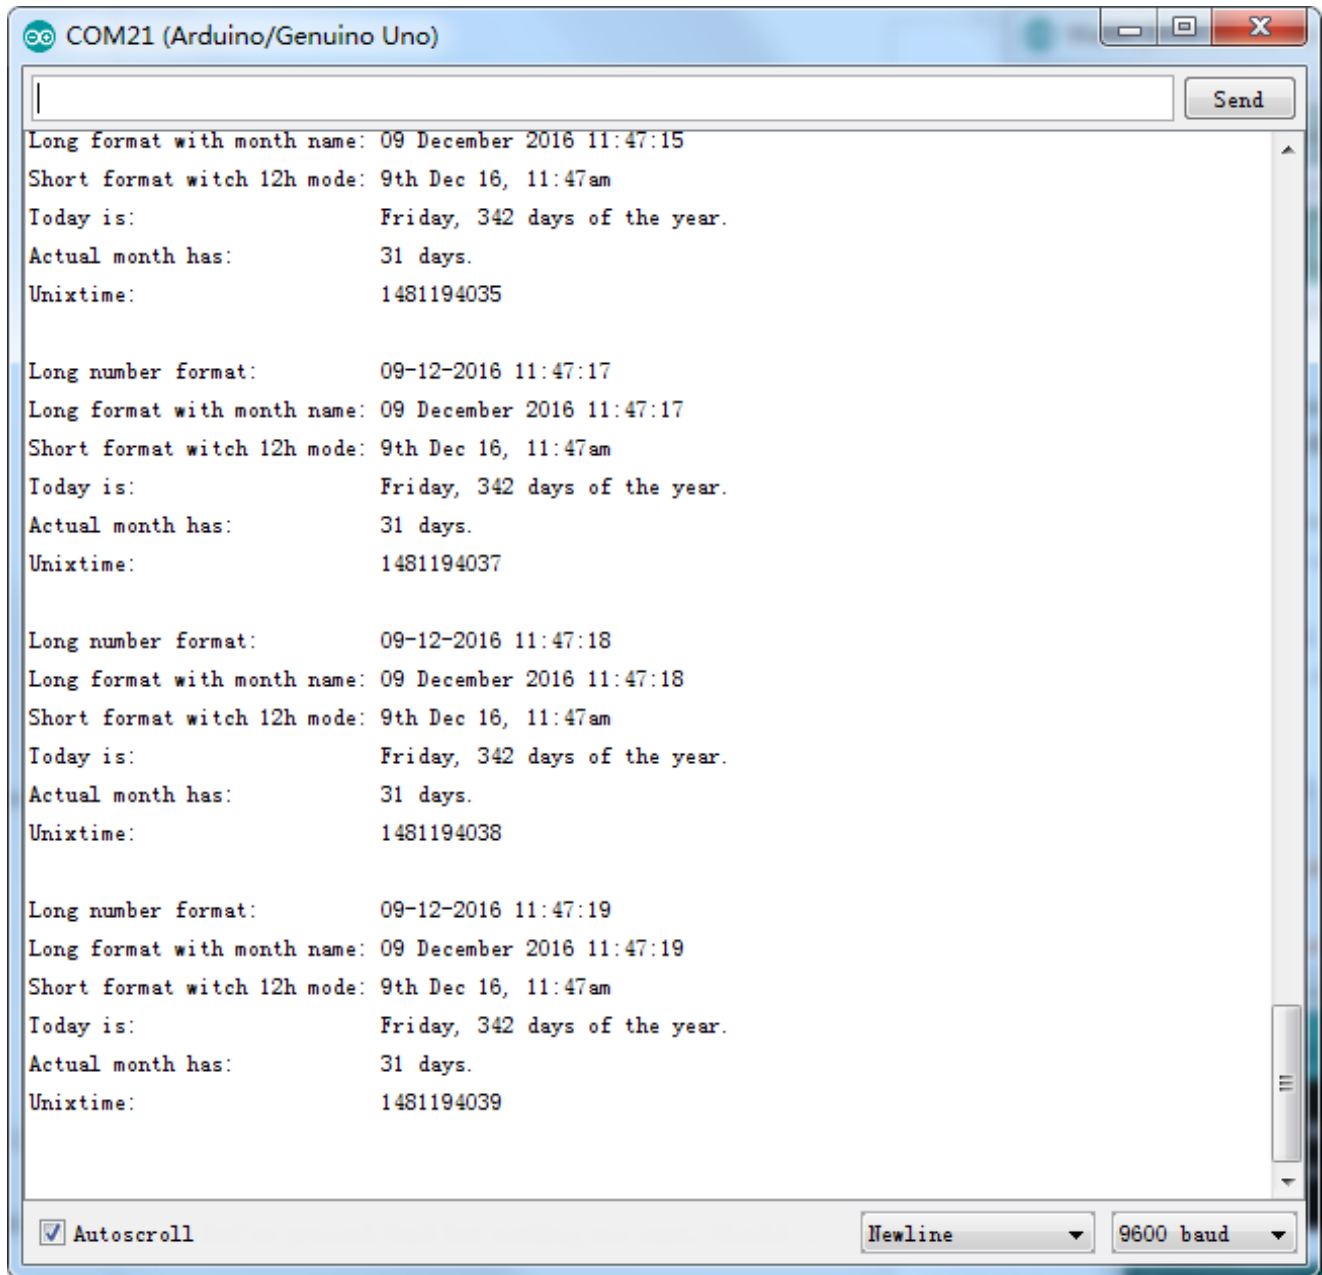 COM21 (Arduino/Genuino Uno)
Send
Long format with month name: 09 December 2016 11:47:15
Short format witch 12h mode: 9th Dec 16, 11:47am
Today is: Friday, 342 days of the year.
Actual month has: 31 days.
Unixtime: 1481194035
Long number format: 09-12-2016 11:47:17
Long format with month name: 09 December 2016 11:47:17
Short format witch 12h mode: 9th Dec 16, 11:47am
Today is: Friday, 342 days of the year.
Actual month has: 31 days.
Unixtime: 1481194037
Long number format: 09-12-2016 11:47:18
Long format with month name: 09 December 2016 11:47:18
Short format witch 12h mode: 9th Dec 16, 11:47am
Today is: Friday, 342 days of the year.
Actual month has: 31 days.
Unixtime: 1481194038
Long number format: 09-12-2016 11:47:19
Long format with month name: 09 December 2016 11:47:19
Short format witch 12h mode: 9th Dec 16, 11:47am
Today is: Friday, 342 days of the year.
Actual month has: 31 days.
Unixtime: 1481194039
Autoscroll Newline 9600 baud